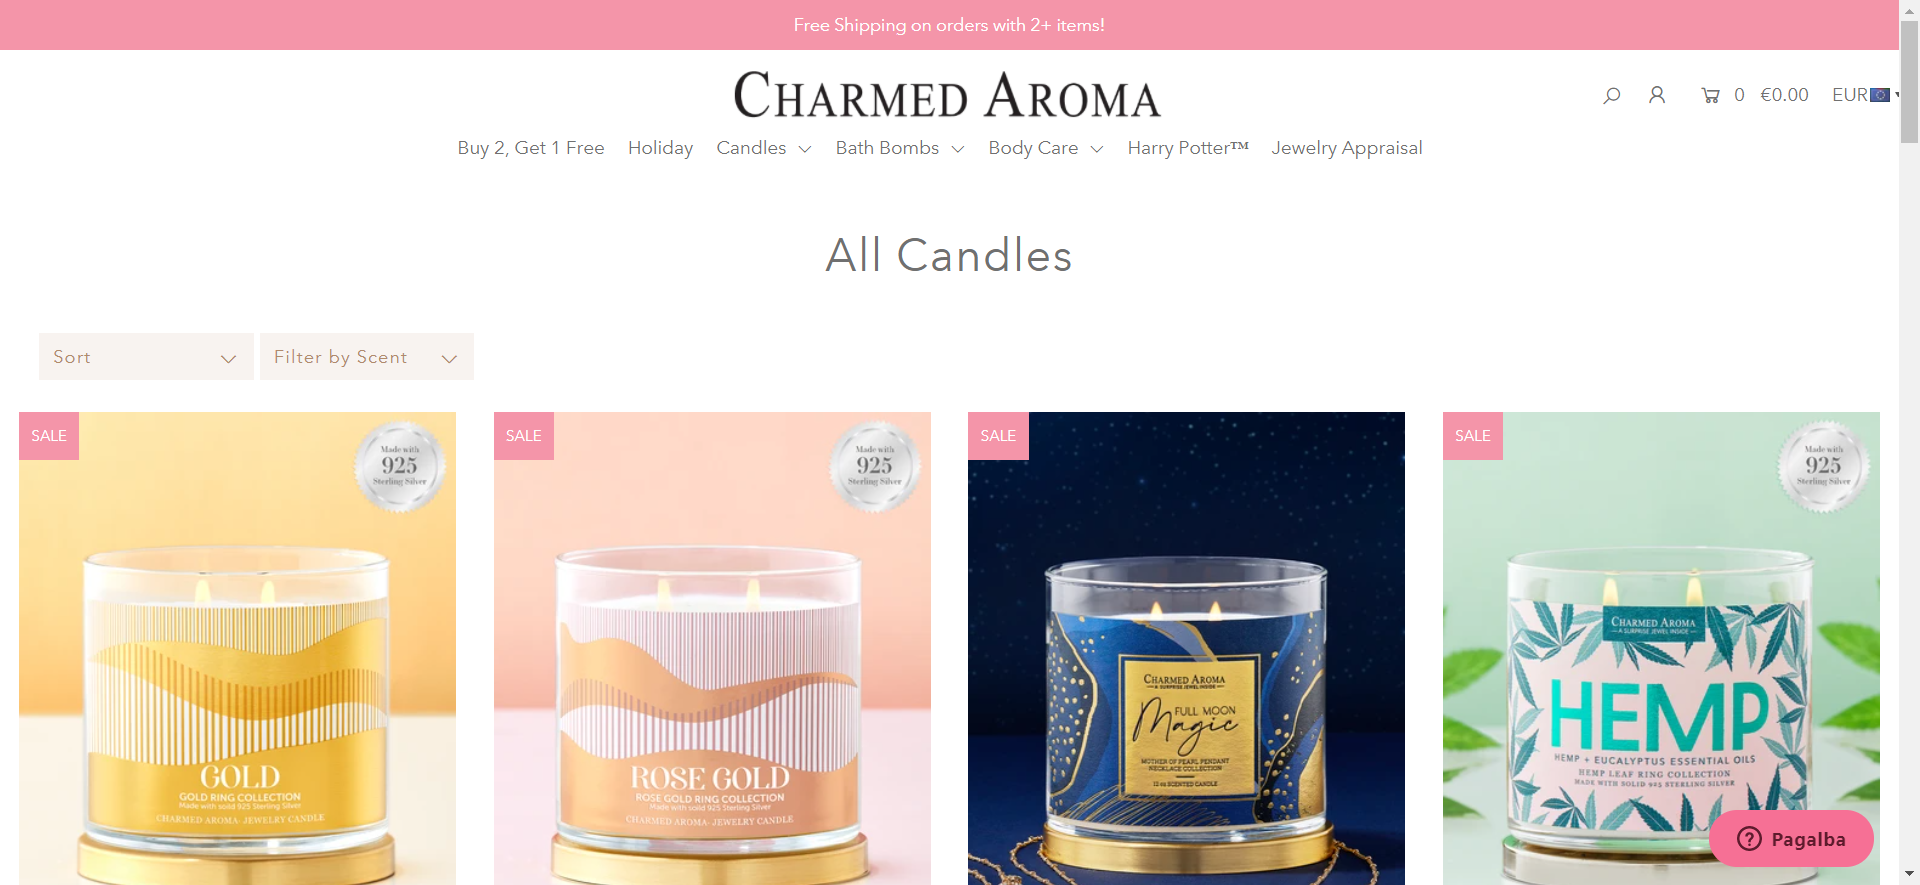 Free Shipping on orders with 2+ items!
CHARMED AROMA
0 €0.00 EUR
Buy 2, Get 1 Free Holiday Candles Bath Bombs Body Care Harry Potter™ Jewelry Appraisal
All Candles
Sort Filter by Scent
SALE
Made with
925
Sterling Silver
GOLD
GOLD RING COLLECTION
Made with solid 925 Sterling Silver
CHARMED AROMA- JEWELRY CANDLE
SALE
Made with
925
Sterling Silver
ROSE GOLD
ROSE GOLD RING COLLECTION
Made with solid 925 Sterling Silver
CHARMED AROMA- JEWELRY CANDLE
SALE
CHARMED AROMA
A SURPRISE JEWEL INSIDE
FULL MOON
Magic
MOTHER OF PEARL PENDANT
NECKLACE COLLECTION
12 oz SCENTED CANDLE
SALE
Made with
925
Sterling Silver
CHARMED AROMA
A SURPRISE JEWEL INSIDE
HEMP
HEMP + EUCALYPTUS ESSENTIAL OILS
HEMP LEAF RING COLLECTION
MADE WITH SOLID 925 STERLING SILVER
Pagalba